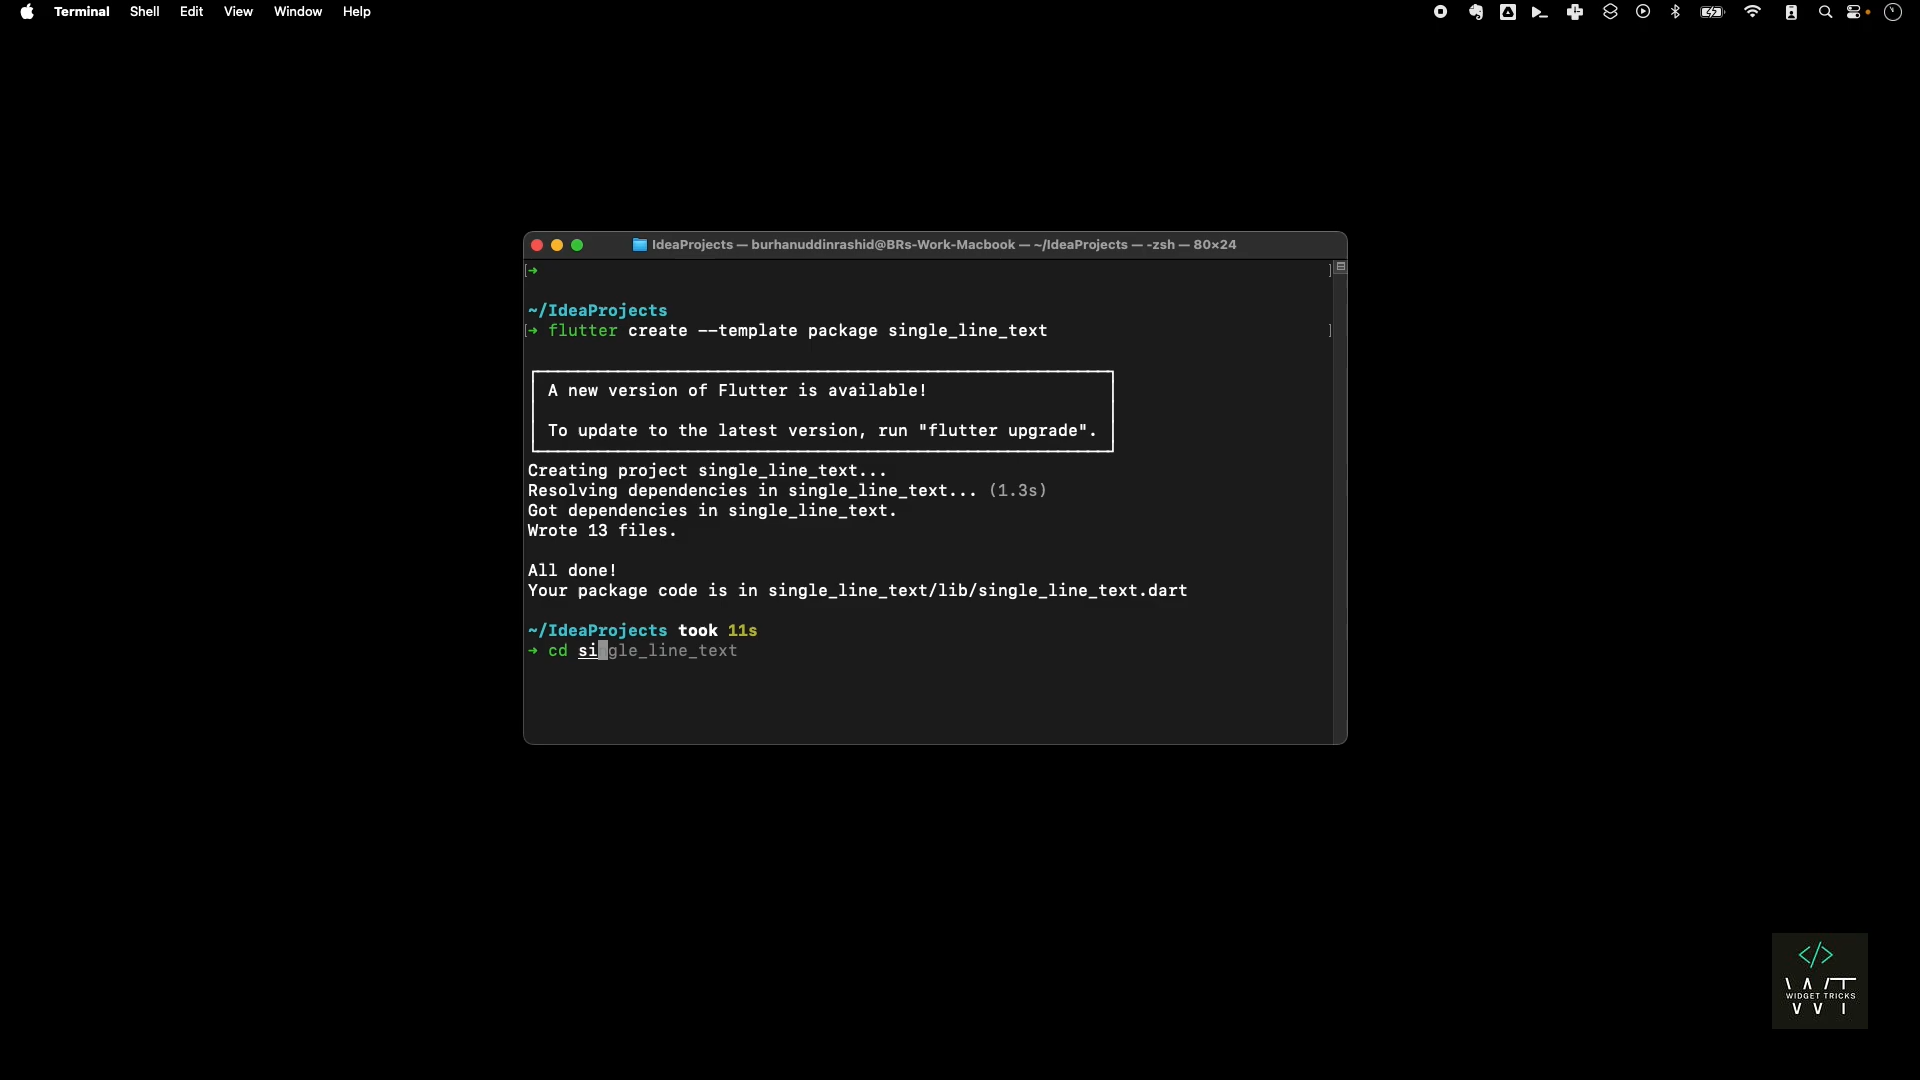 Terminal Shell Edit View Window Help
IdeaProjects — burhanuddinrashid@BRs-Work-Macbook — ~/IdeaProjects — -zsh — 80×24
[➜ ]
~/IdeaProjects
[➜ flutter create --template package single_line_text ]
A new version of Flutter is available!
To update to the latest version, run "flutter upgrade".
Creating project single_line_text...
Resolving dependencies in single_line_text... (1.3s)
Got dependencies in single_line_text.
Wrote 13 files.
All done!
Your package code is in single_line_text/lib/single_line_text.dart
~/IdeaProjects took 11s
➜ cd single_line_text
</>
WT
WIDGET TRICKS